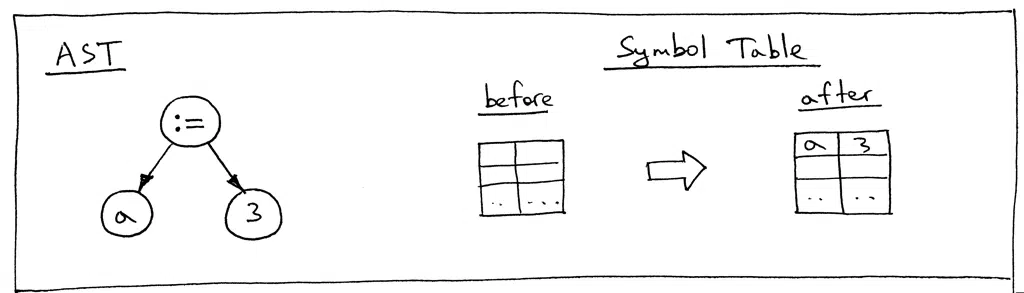 AST
Symbol Table
before
after
:=
a 3
a 3
.. ...
.. ..